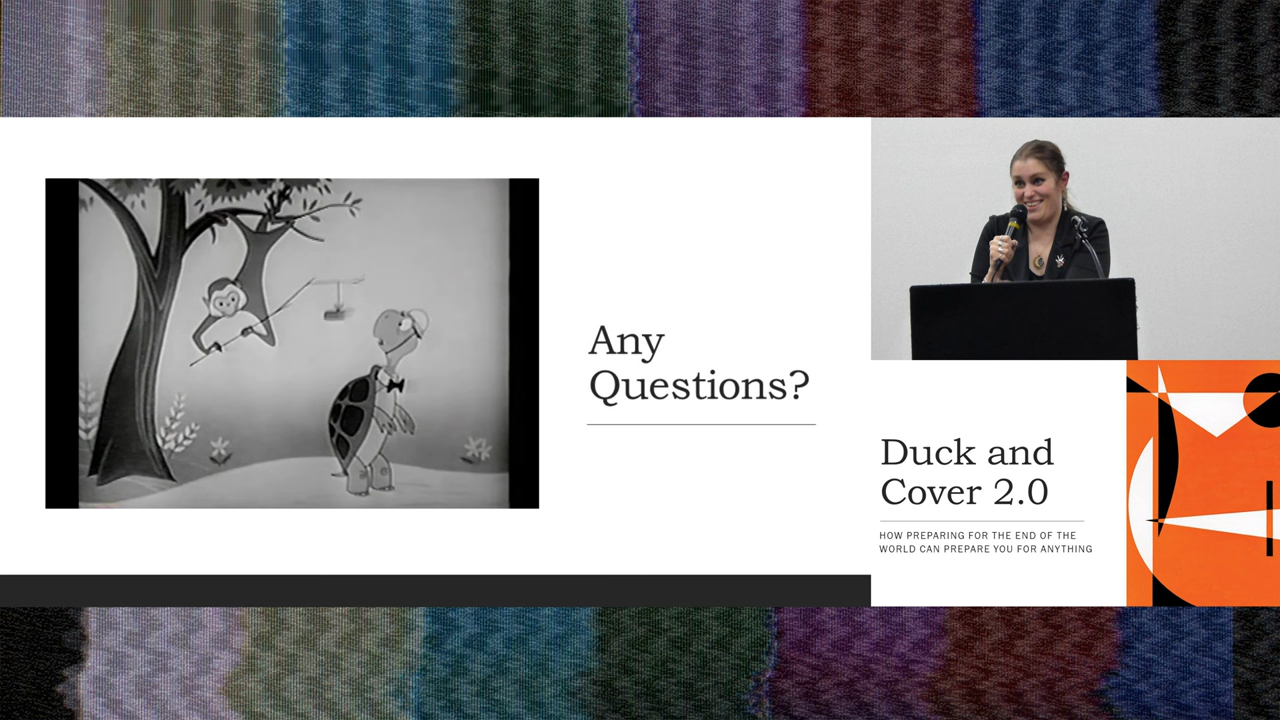 Any
Questions?
Duck and
Cover 2.0
HOW PREPARING FOR THE END OF THE
WORLD CAN PREPARE YOU FOR ANYTHING